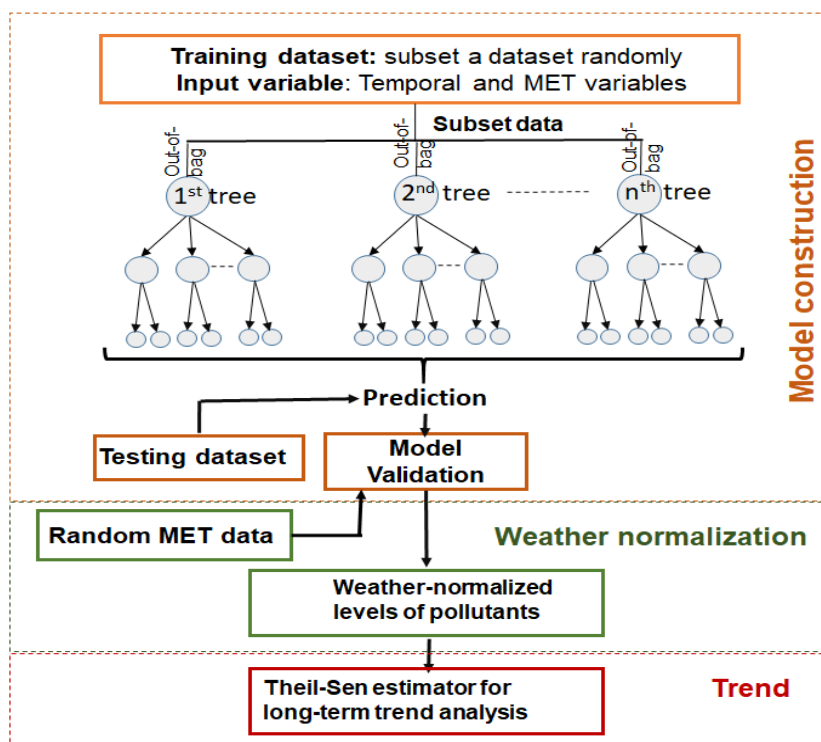 Training dataset: subset a dataset randomly
Input variable: Temporal and MET variables
Subset data
Out-of-
bag
Out-of-
bag
Out-of-
bag
1st tree
2nd tree
nth tree
Model construction
Prediction
Testing dataset
Model
Validation
Random MET data
Weather normalization
Weather-normalized
levels of pollutants
Theil-Sen estimator for
long-term trend analysis
Trend